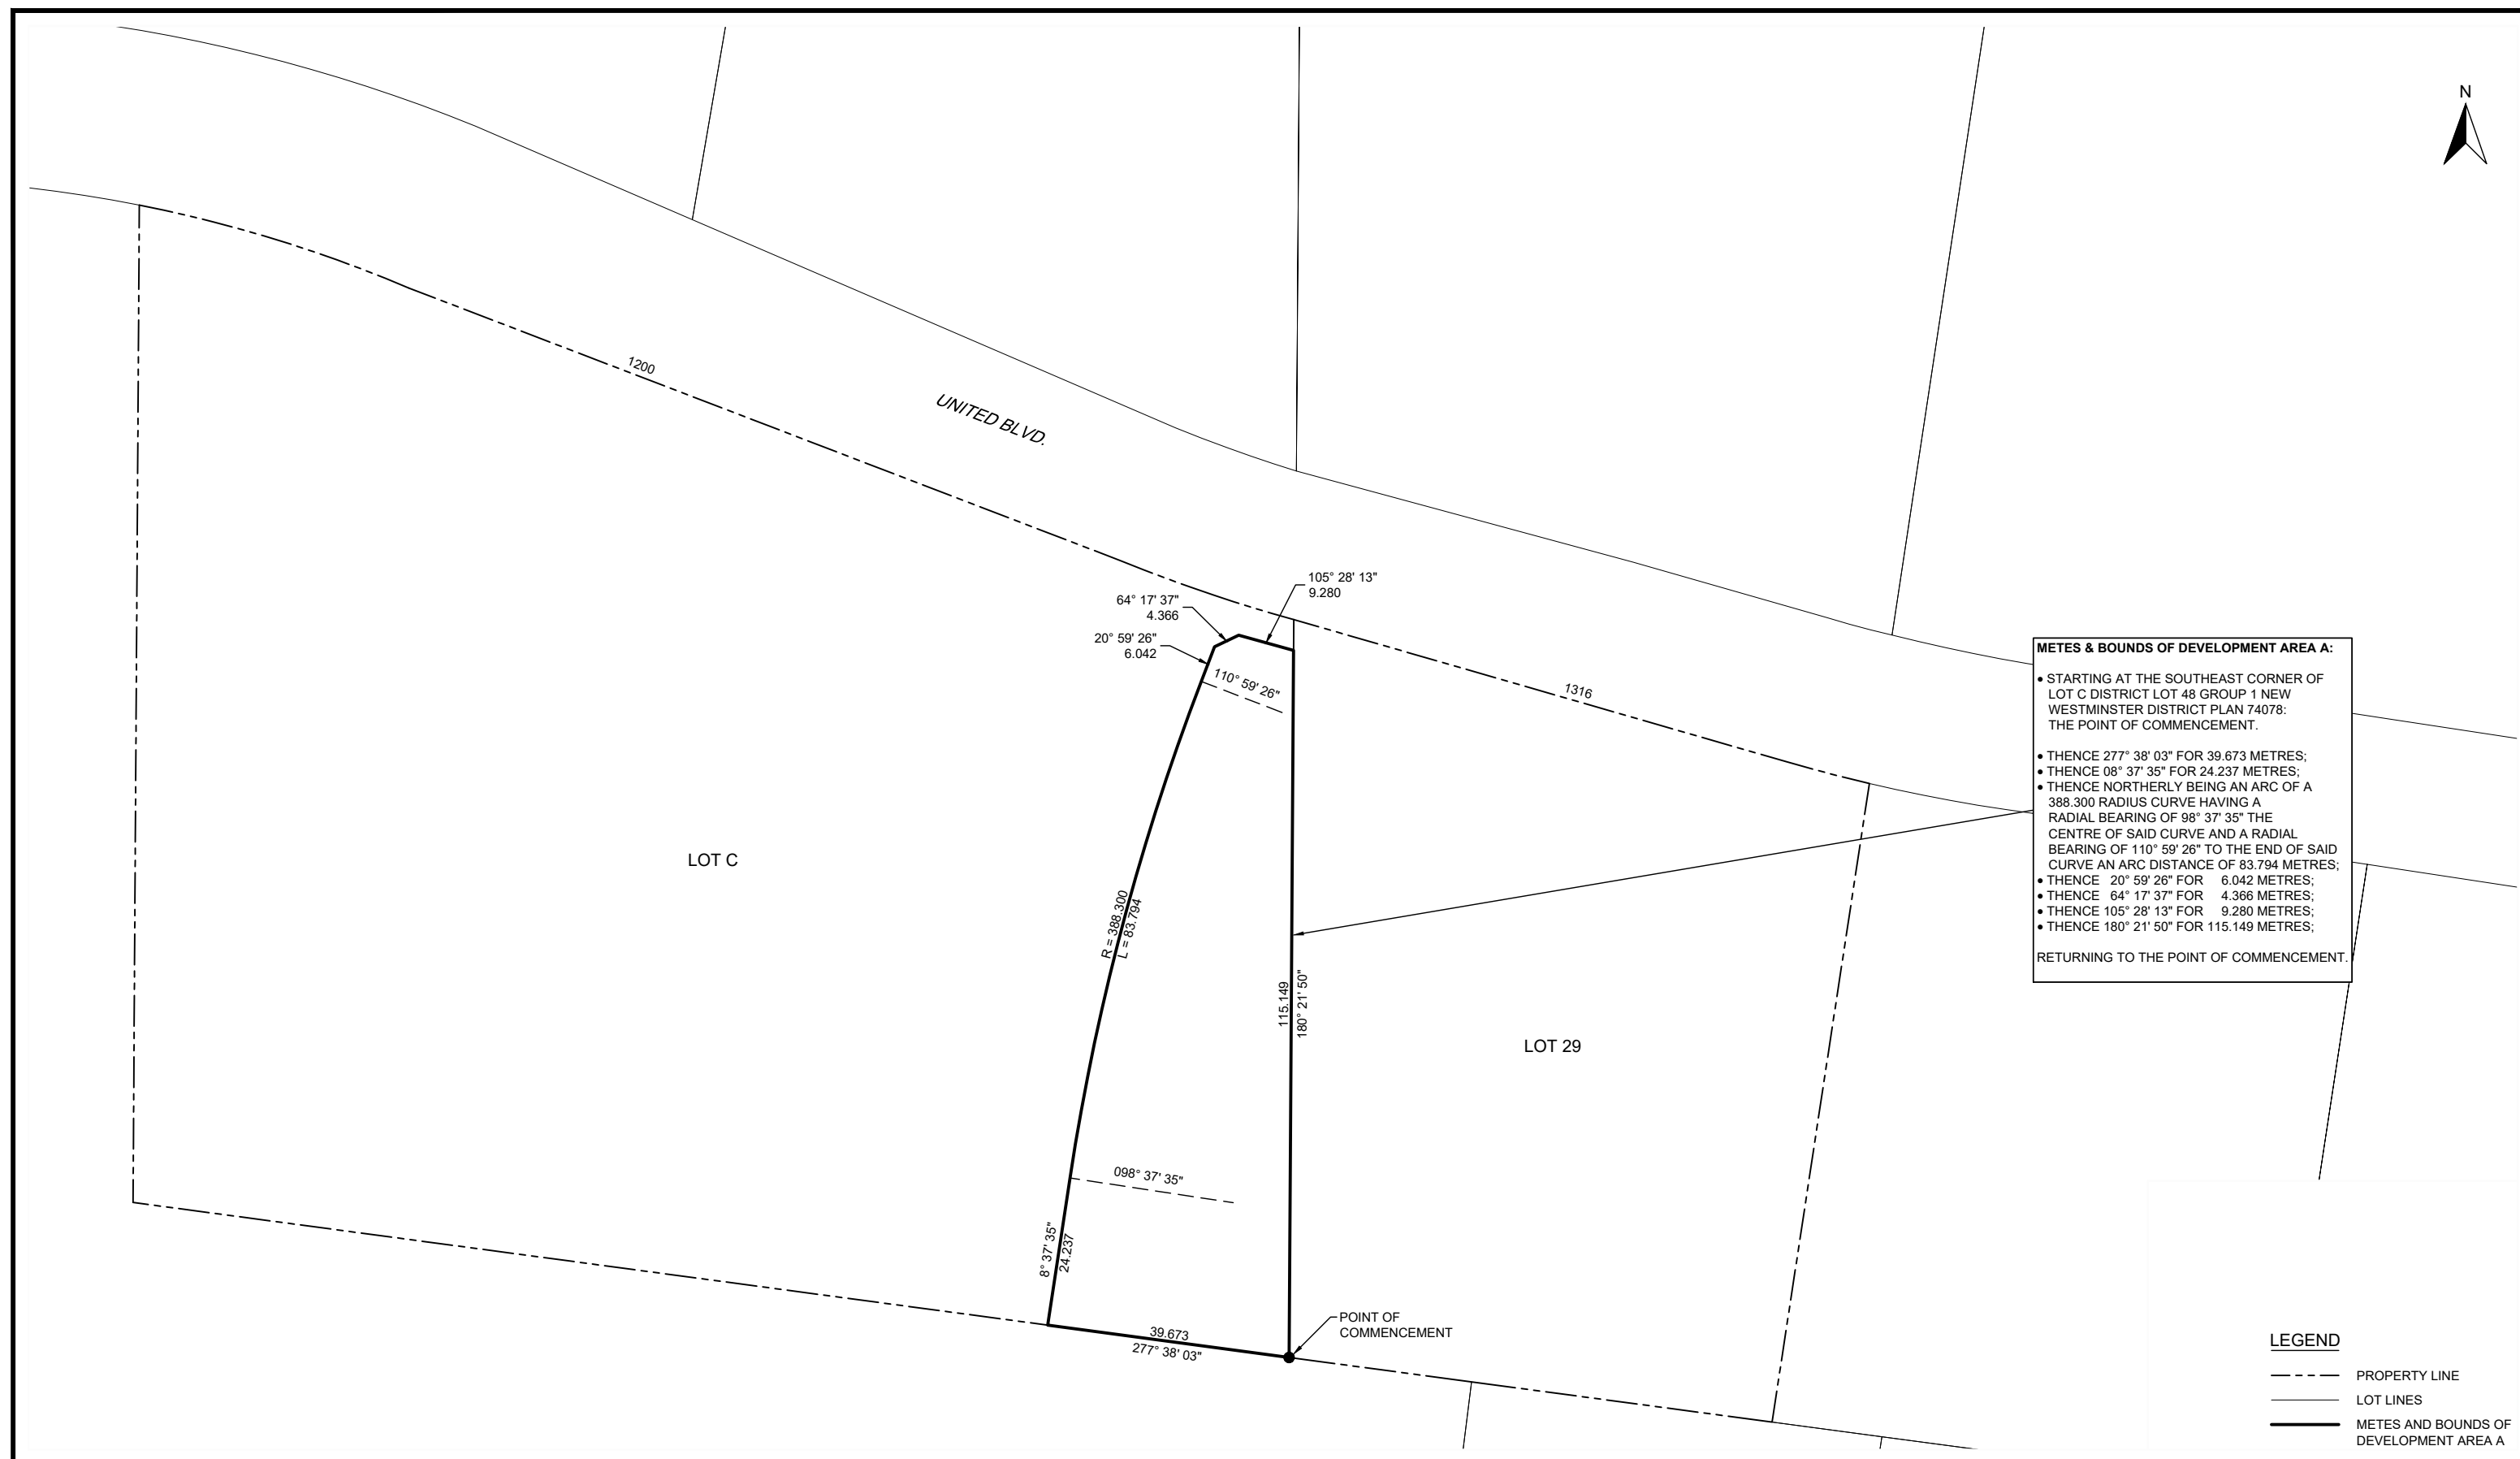 N
1200
UNITED BLVD.
105° 28' 13"
9.280
64° 17' 37"
4.366
20° 59' 26"
6.042
110° 59' 26"
1316
METES & BOUNDS OF DEVELOPMENT AREA A:
• STARTING AT THE SOUTHEAST CORNER OF
LOT C DISTRICT LOT 48 GROUP 1 NEW
WESTMINSTER DISTRICT PLAN 74078:
THE POINT OF COMMENCEMENT.
• THENCE 277° 38' 03" FOR 39.673 METRES;
• THENCE 08° 37' 35" FOR 24.237 METRES;
• THENCE NORTHERLY BEING AN ARC OF A
388.300 RADIUS CURVE HAVING A
RADIAL BEARING OF 98° 37' 35" THE
CENTRE OF SAID CURVE AND A RADIAL
BEARING OF 110° 59' 26" TO THE END OF SAID
CURVE AN ARC DISTANCE OF 83.794 METRES;
• THENCE 20° 59' 26" FOR 6.042 METRES;
• THENCE 64° 17' 37" FOR 4.366 METRES;
• THENCE 105° 28' 13" FOR 9.280 METRES;
• THENCE 180° 21' 50" FOR 115.149 METRES;
RETURNING TO THE POINT OF COMMENCEMENT.
LOT C
R = 388.300
L = 83.794
115.149
180° 21' 50"
LOT 29
098° 37' 35"
8° 37' 35"
24.237
39.673
277° 38' 03"
POINT OF
COMMENCEMENT
LEGEND
PROPERTY LINE
LOT LINES
METES AND BOUNDS OF
DEVELOPMENT AREA A